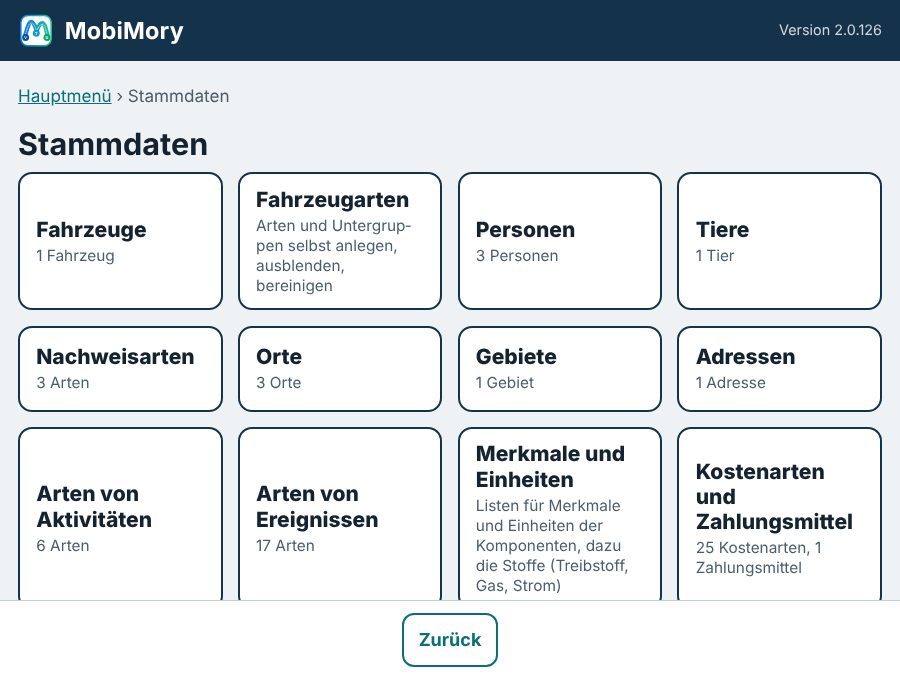 MobiMory
Version 2.0.126
Hauptmenü › Stammdaten
Stammdaten
Fahrzeuge
1 Fahrzeug
Fahrzeugarten
Arten und Untergrup-
pen selbst anlegen,
ausblenden,
bereinigen
Personen
3 Personen
Tiere
1 Tier
Nachweisarten
3 Arten
Orte
3 Orte
Gebiete
1 Gebiet
Adressen
1 Adresse
Arten von
Aktivitäten
6 Arten
Arten von
Ereignissen
17 Arten
Merkmale und
Einheiten
Listen für Merkmale
und Einheiten der
Komponenten, dazu
die Stoffe (Treibstoff,
Gas, Strom)
Kostenarten
und
Zahlungsmittel
25 Kostenarten, 1
Zahlungsmittel
Zurück